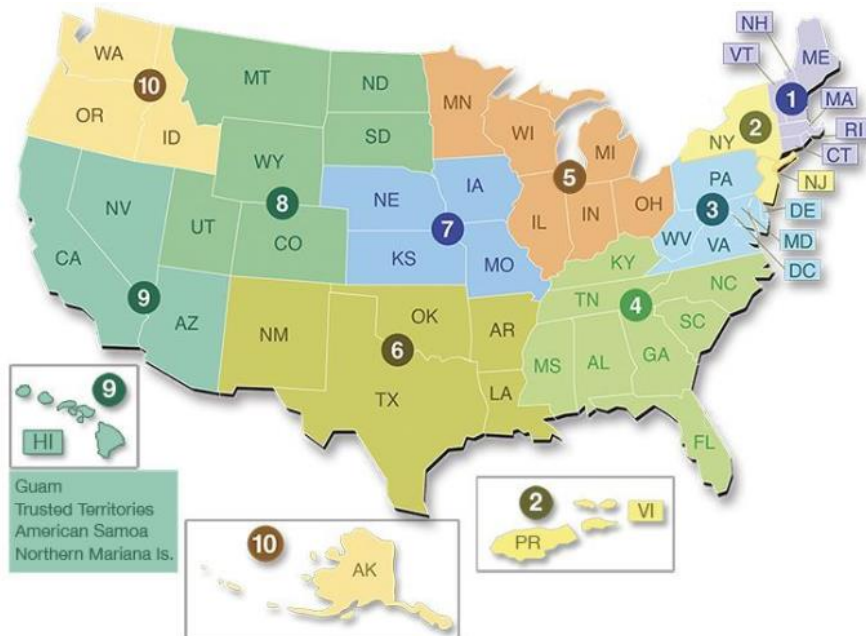 NH
VT
ME
WA
MT
ND
MN
10
1
MA
OR
ID
SD
WI
MI
NY
2
RI
CT
WY
NJ
NV
UT
8
CO
NE
IA
5
IL
IN
OH
PA
3
DE
WV
VA
MD
DC
7
CA
KS
MO
KY
NC
9
AZ
NM
OK
AR
TN
4
SC
6
TX
LA
MS
AL
GA
FL
9
HI
Guam
Trusted Territories
American Samoa
Northern Mariana Is.
10
AK
2
VI
PR